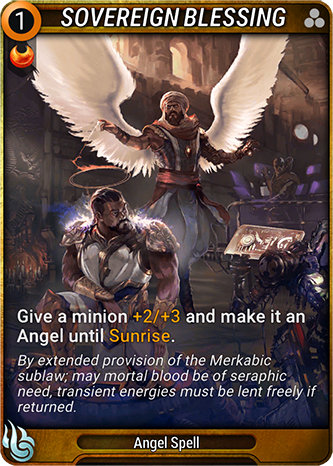 1
SOVEREIGN BLESSING
Give a minion +2/+3 and make it an
Angel until Sunrise.
By extended provision of the Merkabic
sublaw; may mortal blood be of seraphic
need, transient energies must be lent freely if
returned.
Angel Spell